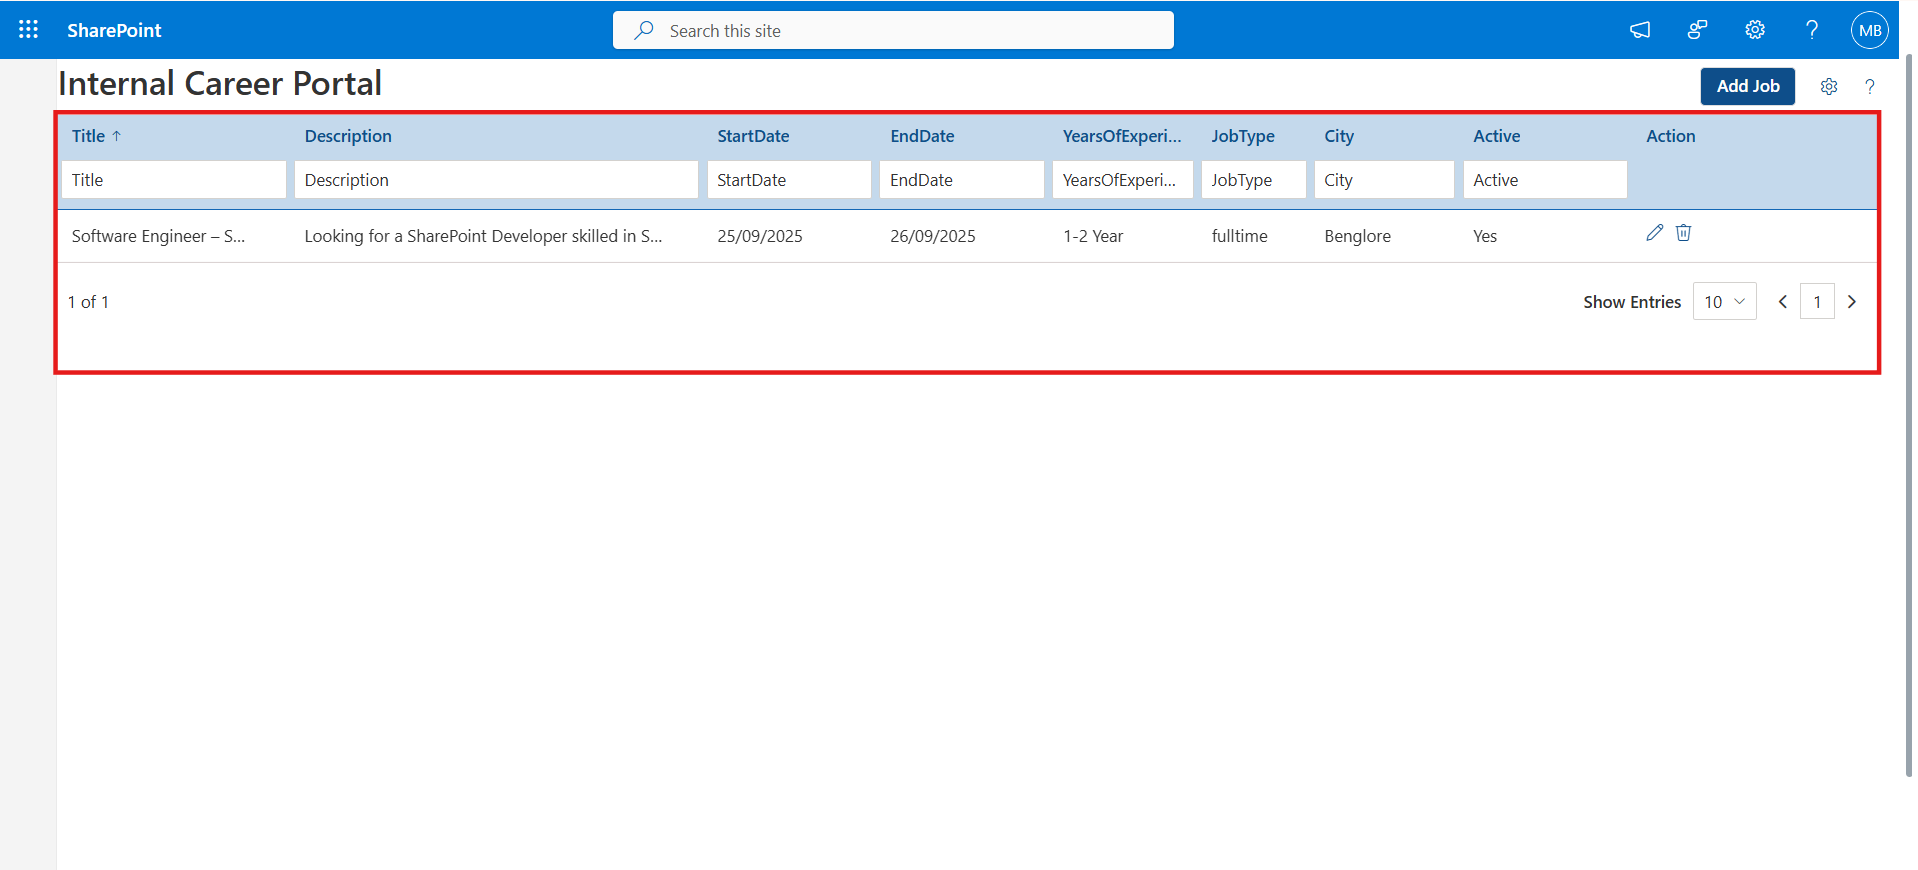 SharePoint
Search this site
MB
Internal Career Portal
Add Job
Title ↑ Description StartDate EndDate YearsOfExperi... JobType City Active Action
Title Description StartDate EndDate YearsOfExperi... JobType City Active
Software Engineer – S... Looking for a SharePoint Developer skilled in S... 25/09/2025 26/09/2025 1-2 Year fulltime Benglore Yes
1 of 1 Show Entries 10 1